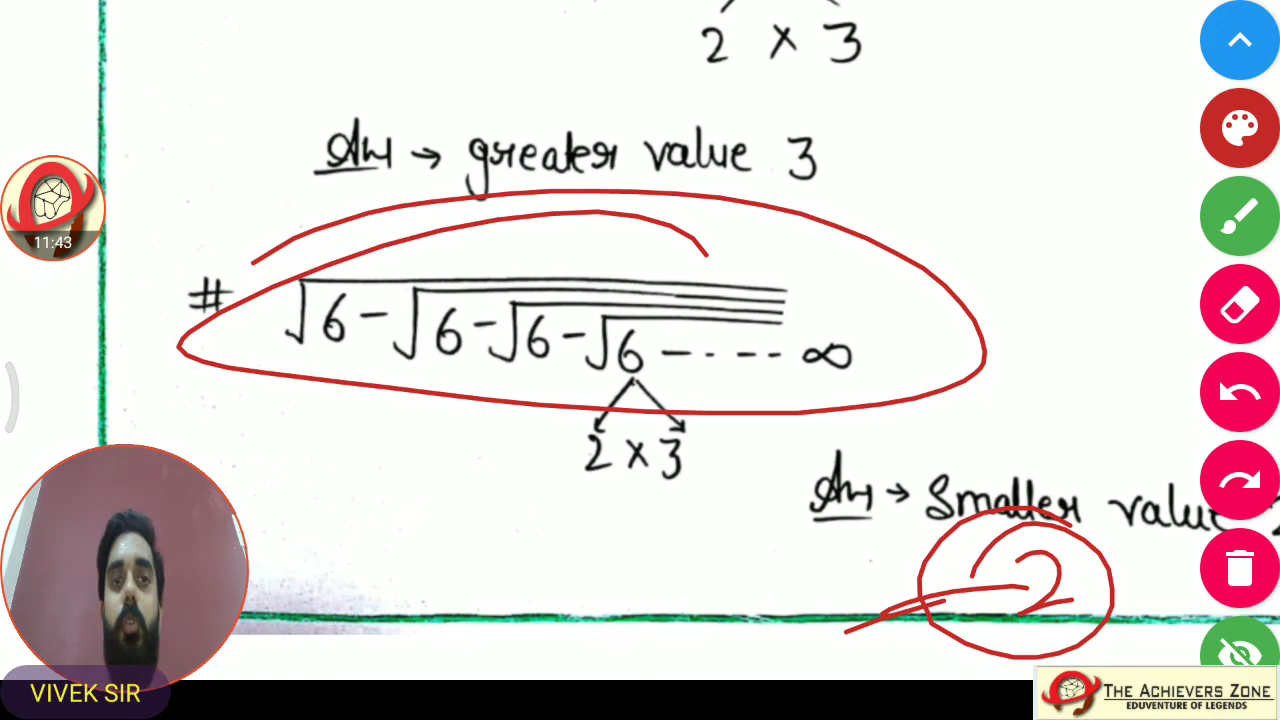 2 × 3
Ans → greater value 3
11:43
# √6 - √6 - √6 - √6 - - - - - ∞
2 × 3
Ans → Smaller value 2
2
VIVEK SIR
THE ACHIEVERS ZONE
EDUVENTURE OF LEGENDS